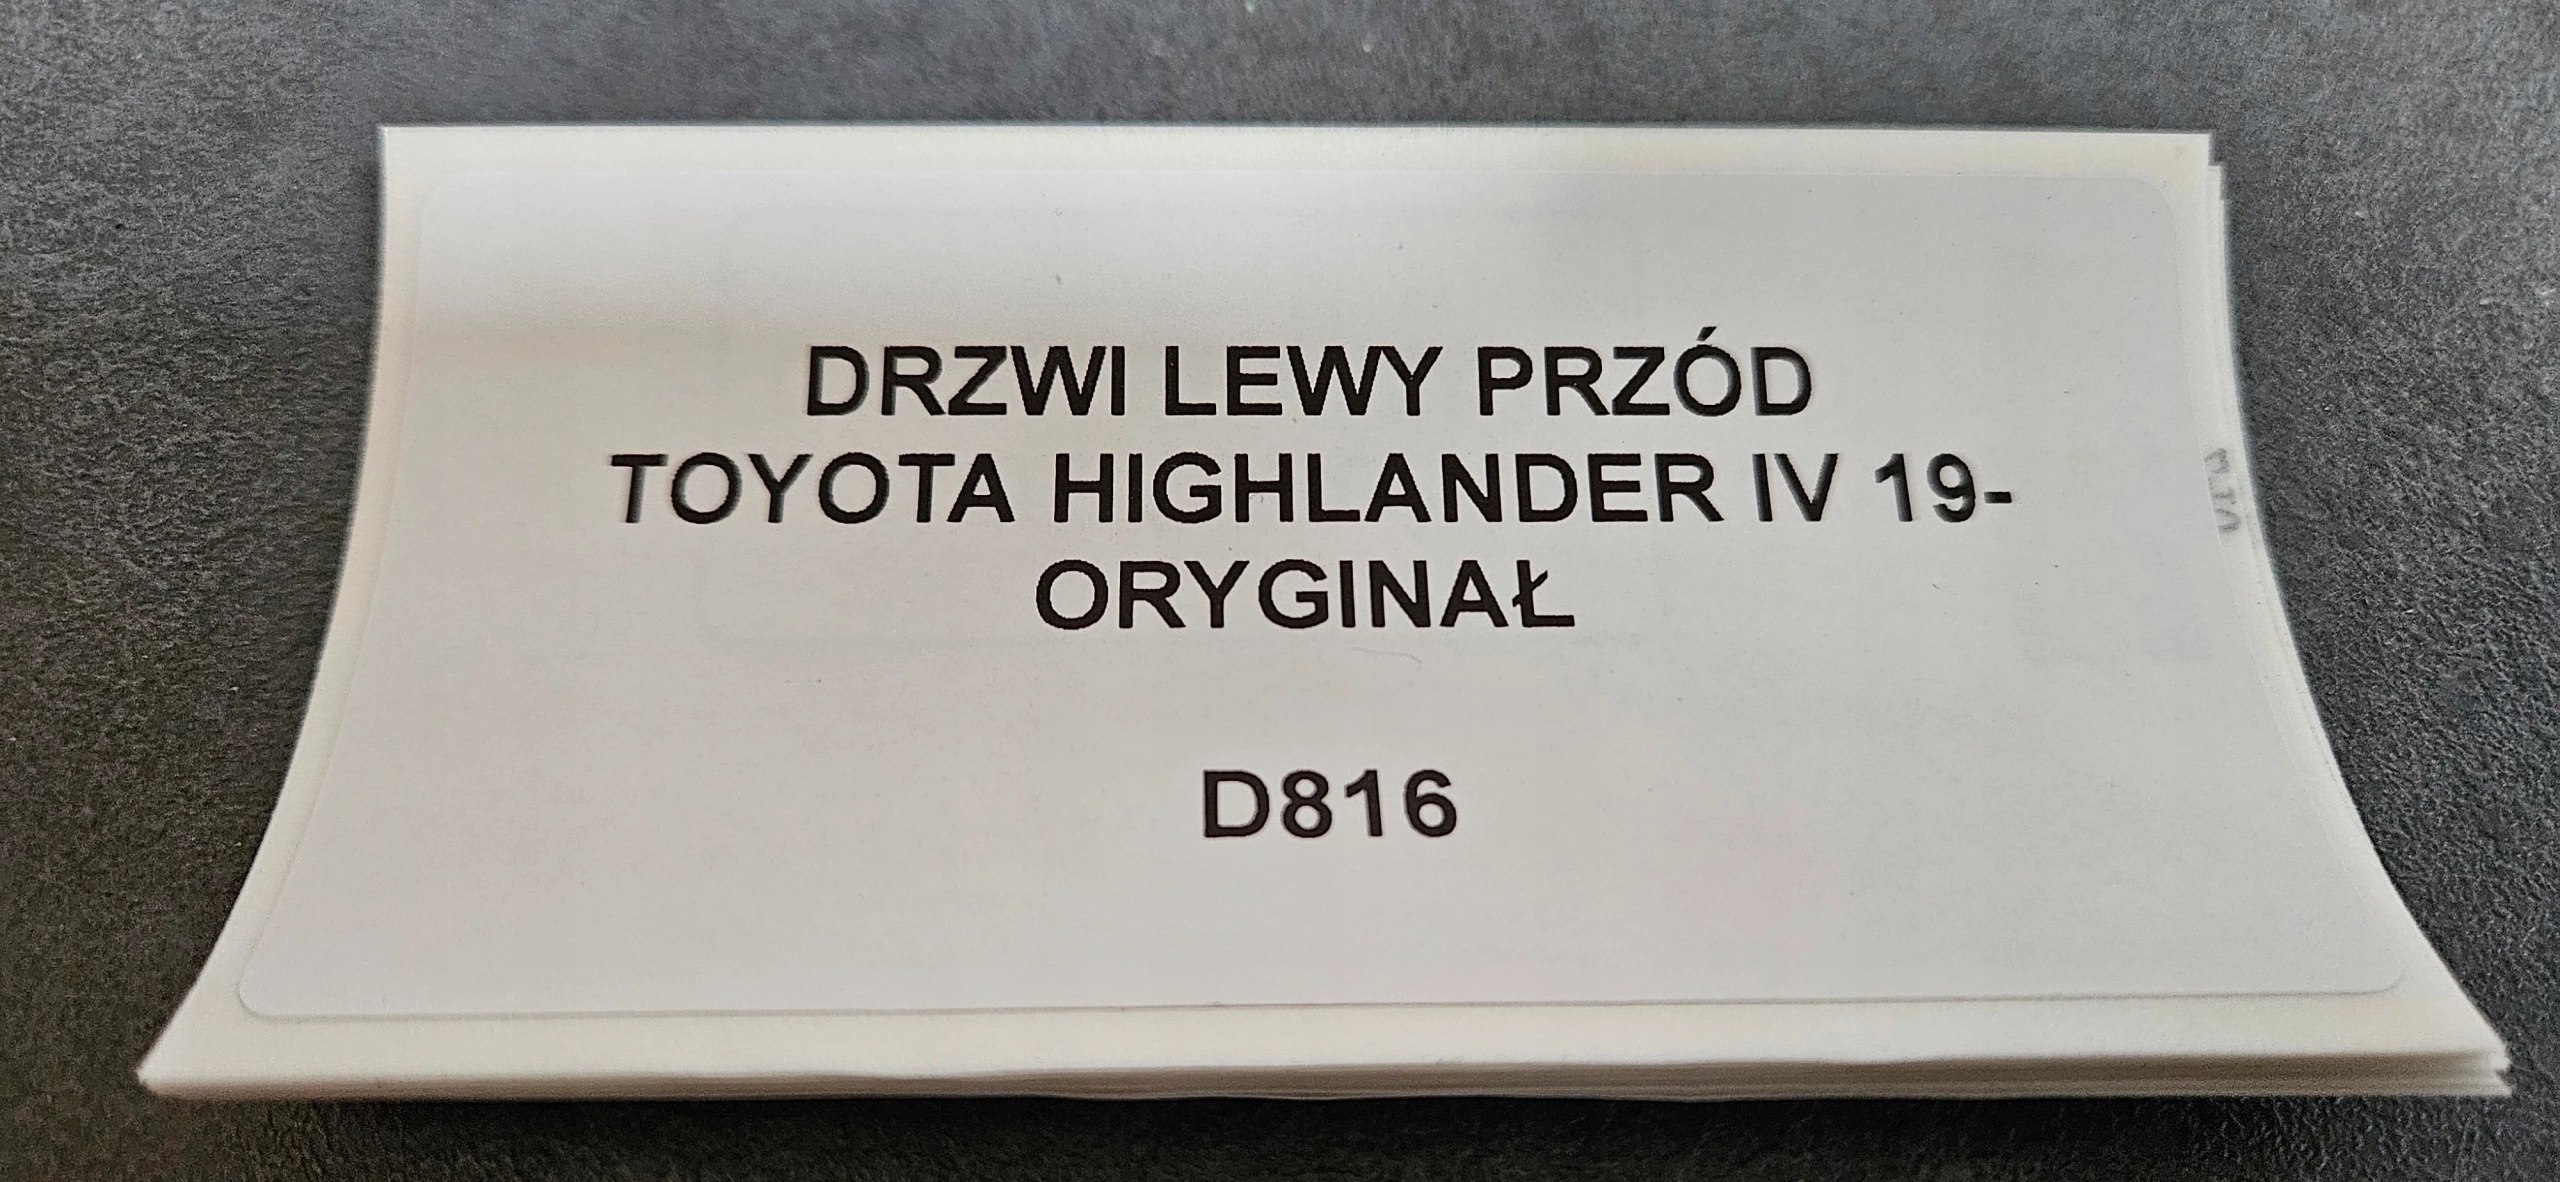 DRZWI LEWY PRZÓD
TOYOTA HIGHLANDER IV 19-
ORYGINAŁ
D816